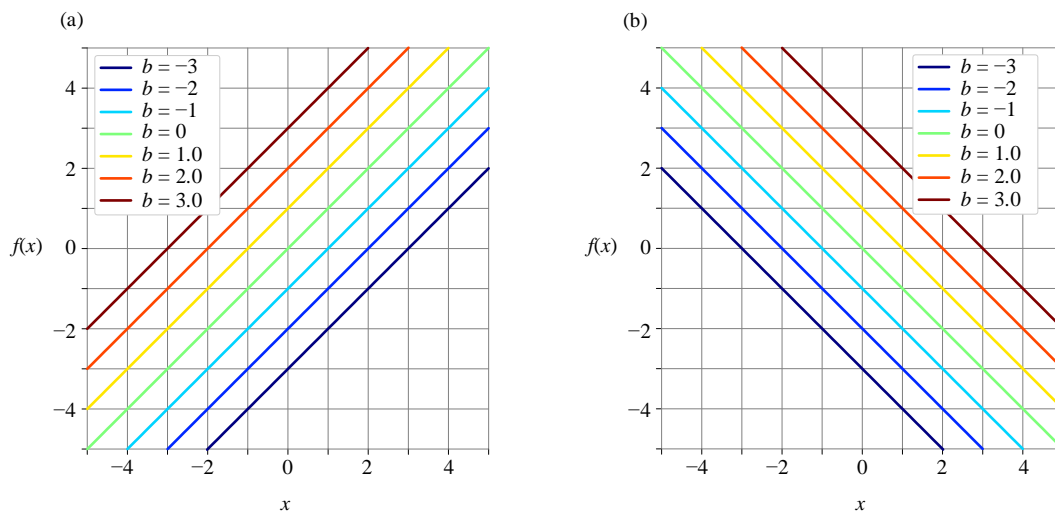 (a)
b = −3
b = −2
b = −1
b = 0
b = 1.0
b = 2.0
b = 3.0
4
2
0
−2
−4
f(x)
−4
−2
0
2
4
x
(b)
b = −3
b = −2
b = −1
b = 0
b = 1.0
b = 2.0
b = 3.0
4
2
0
−2
−4
f(x)
−4
−2
0
2
4
x